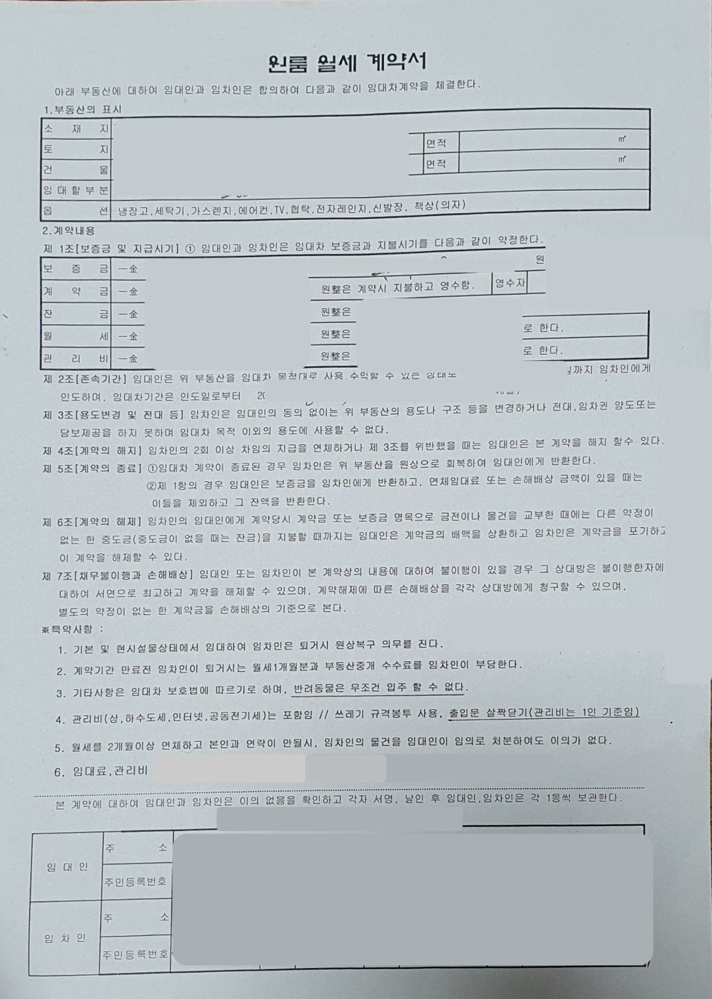 원룸 월세 계약서
아래 부동산에 대하여 임대인과 임차인은 합의하여 다음과 같이 임대차계약을 체결한다.
1.부동산의 표시
소 재 지
토 지 면적 ㎡
건 물 면적 ㎡
임대할부분
옵 션 냉장고,세탁기,가스렌지,에어컨,TV,협탁,전자레인지,신발장, 책상(의자)
2.계약내용
제 1조[보증금 및 지급시기] ① 임대인과 임차인은 임대차 보증금과 지불시기를 다음과 같이 약정한다.
보 증 금 一金 원
계 약 금 一金 원整은 계약시 지불하고 영수함. 영수자
잔 금 一金 원整은
월 세 一金 원整은 로 한다.
관 리 비 一金 원整은 로 한다.
제 2조[존속기간] 임대인은 위 부동산을 임대차 목적대로 사용.수익할 수 있는 상태로 까지 임차인에게
인도하며, 임대차기간은 인도일로부터 20
제 3조[용도변경 및 전대 등] 임차인은 임대인의 동의 없이는 위 부동산의 용도나 구조 등을 변경하거나 전대,임차권 양도또는
담보제공을 하지 못하며 임대차 목적 이외의 용도에 사용할 수 없다.
제 4조[계약의 해지] 임차인의 2회 이상 차임의 지급을 연체하거나 제 3조를 위반했을 때는 임대인은 본 계약을 해지 할수 있다.
제 5조[계약의 종료] ①임대차 계약이 종료된 경우 임차인은 위 부동산을 원상으로 회복하여 임대인에게 반환한다.
②제 1항의 경우 임대인은 보증금을 임차인에게 반환하고, 연체임대료 또는 손해배상 금액이 있을 때는
이들을 제외하고 그 잔액을 반환한다.
제 6조[계약의 해제] 임차인의 임대인에게 계약당시 계약금 또는 보증금 명목으로 금전이나 물건을 교부한 때에는 다른 약정이
없는 한 중도금(중도금이 없을 때는 잔금)을 지불할 때까지는 임대인은 계약금의 배액을 상환하고 임차인은 계약금을 포기하고
이 계약을 해제할 수 있다.
제 7조[채무불이행과 손해배상] 임대인 또는 임차인이 본 계약상의 내용에 대하여 불이행이 있을 경우 그 상대방은 불이행한자에
대하여 서면으로 최고하고 계약을 해제할 수 있으며, 계약해제에 따른 손해배상을 각각 상대방에게 청구할 수 있으며,
별도의 약정이 없는 한 계약금을 손해배상의 기준으로 본다.
※특약사항 :
1. 기본 및 현시설물상태에서 임대하여 임차인은 퇴거시 원상복구 의무를 진다.
2. 계약기간 만료전 임차인이 퇴거시는 월세1개월분과 부동산중개 수수료를 임차인이 부담한다.
3. 기타사항은 임대차 보호법에 따르기로 하며, 반려동물은 무조건 입주 할 수 없다.
4. 관리비(상,하수도세,인터넷,공동전기세)는 포함임 // 쓰레기 규격봉투 사용, 출입문 살짝닫기(관리비는 1인 기준임)
5. 월세를 2개월이상 연체하고 본인과 연락이 안될시, 임차인의 물건을 임대인이 임의로 처분하여도 이의가 없다.
6. 임대료,관리비
본 계약에 대하여 임대인과 임차인은 이의 없음을 확인하고 각자 서명, 날인 후 임대인,임차인은 각 1통씩 보관한다.
임 대 인 주 소
주민등록번호
임 차 인 주 소
주민등록번호